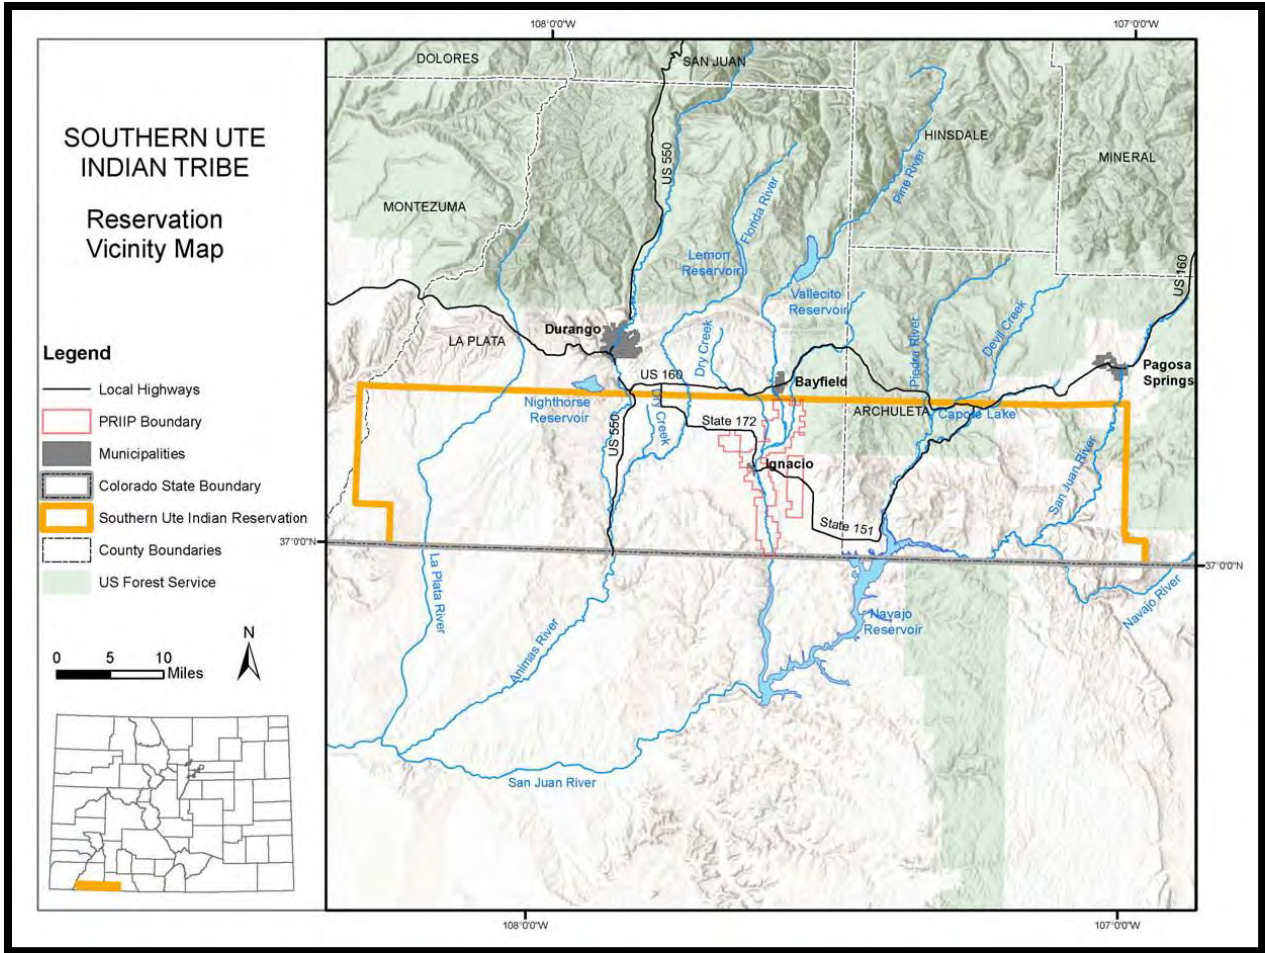 108°0'0"W
107°0'0"W
SOUTHERN UTE
INDIAN TRIBE
Reservation
Vicinity Map
Legend
Local Highways
PRIIP Boundary
Municipalities
Colorado State Boundary
Southern Ute Indian Reservation
County Boundaries
US Forest Service
0
5
10
Miles
N
DOLORES
SAN JUAN
HINSDALE
MINERAL
MONTEZUMA
US 550
Florida River
Pine River
Lemon
Reservoir
Vallecito
Reservoir
US 160
Durango
LA PLATA
Dry Creek
Piedra River
Devil Creek
Pagosa
Springs
US 160
Bayfield
Nighthorse
Reservoir
ARCHULETA
Capote Lake
US 550
Dry Creek
State 172
Ignacio
San Juan River
State 151
37°0'0"N
37°0'0"N
La Plata River
Animas River
Navajo
Reservoir
Navajo River
San Juan River
108°0'0"W
107°0'0"W